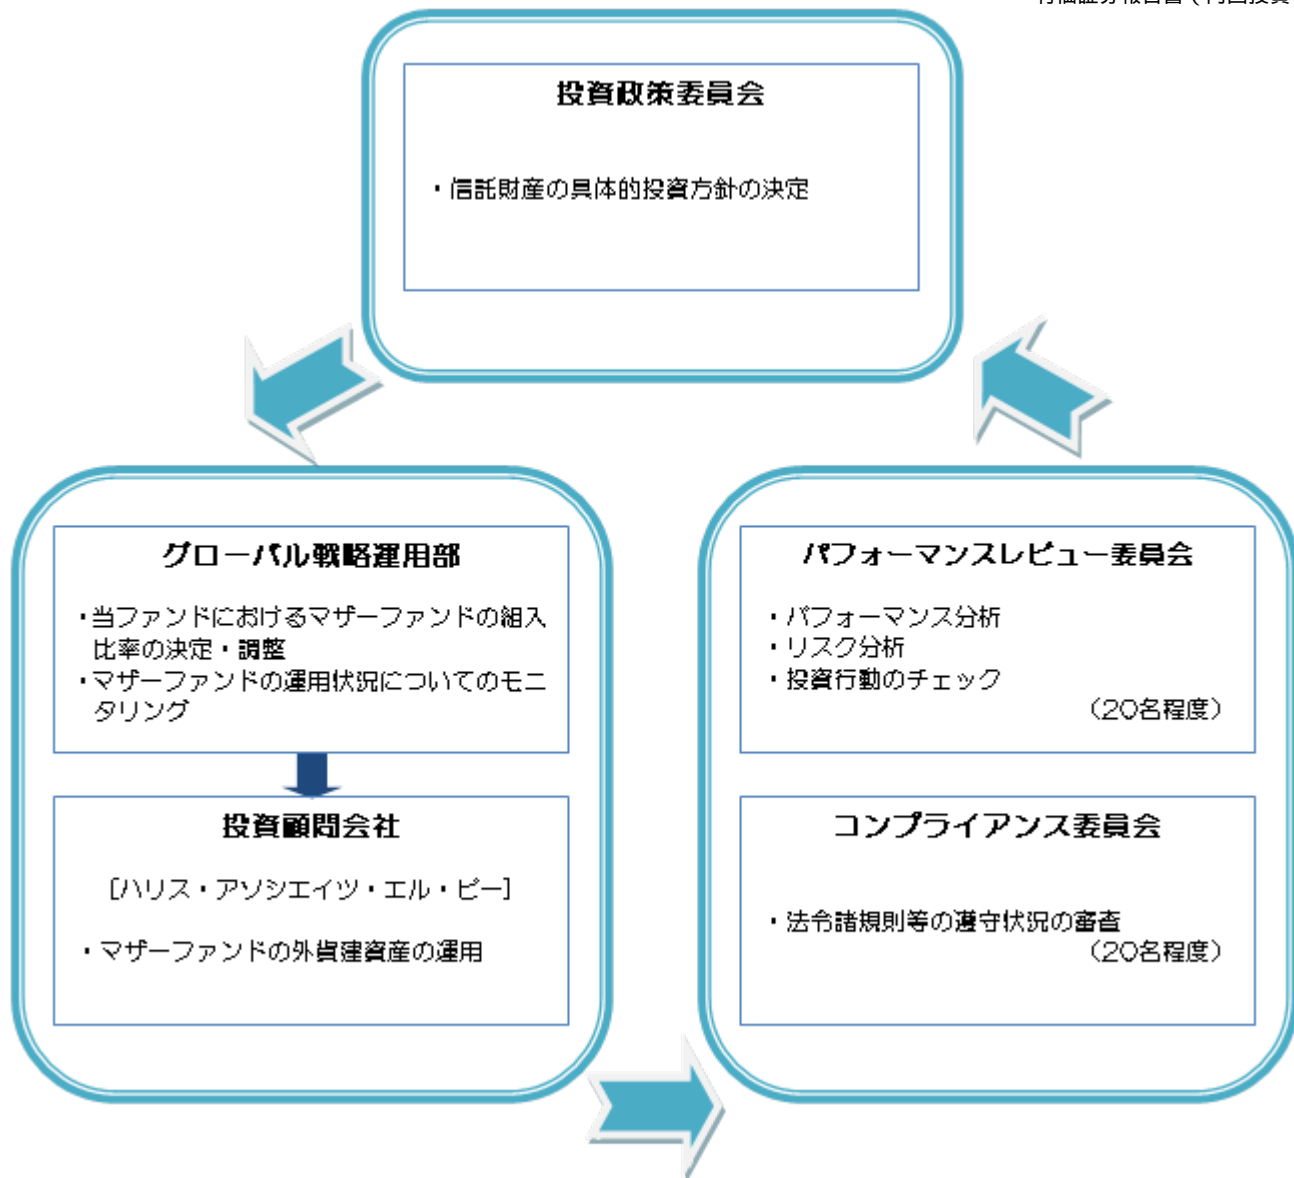 投資政策委員会
・信託財産の具体的投資方針の決定
グローバル戦略運用部
・当ファンドにおけるマザーファンドの組入
比率の決定・調整
・マザーファンドの運用状況についてのモニ
タリング
投資顧問会社
[ハリス・アソシエイツ・エル・ピー]
・マザーファンドの外貨建資産の運用
パフォーマンスレビュー委員会
・パフォーマンス分析
・リスク分析
・投資行動のチェック
(20名程度)
コンプライアンス委員会
・法令諸規則等の遵守状況の審査
(20名程度)